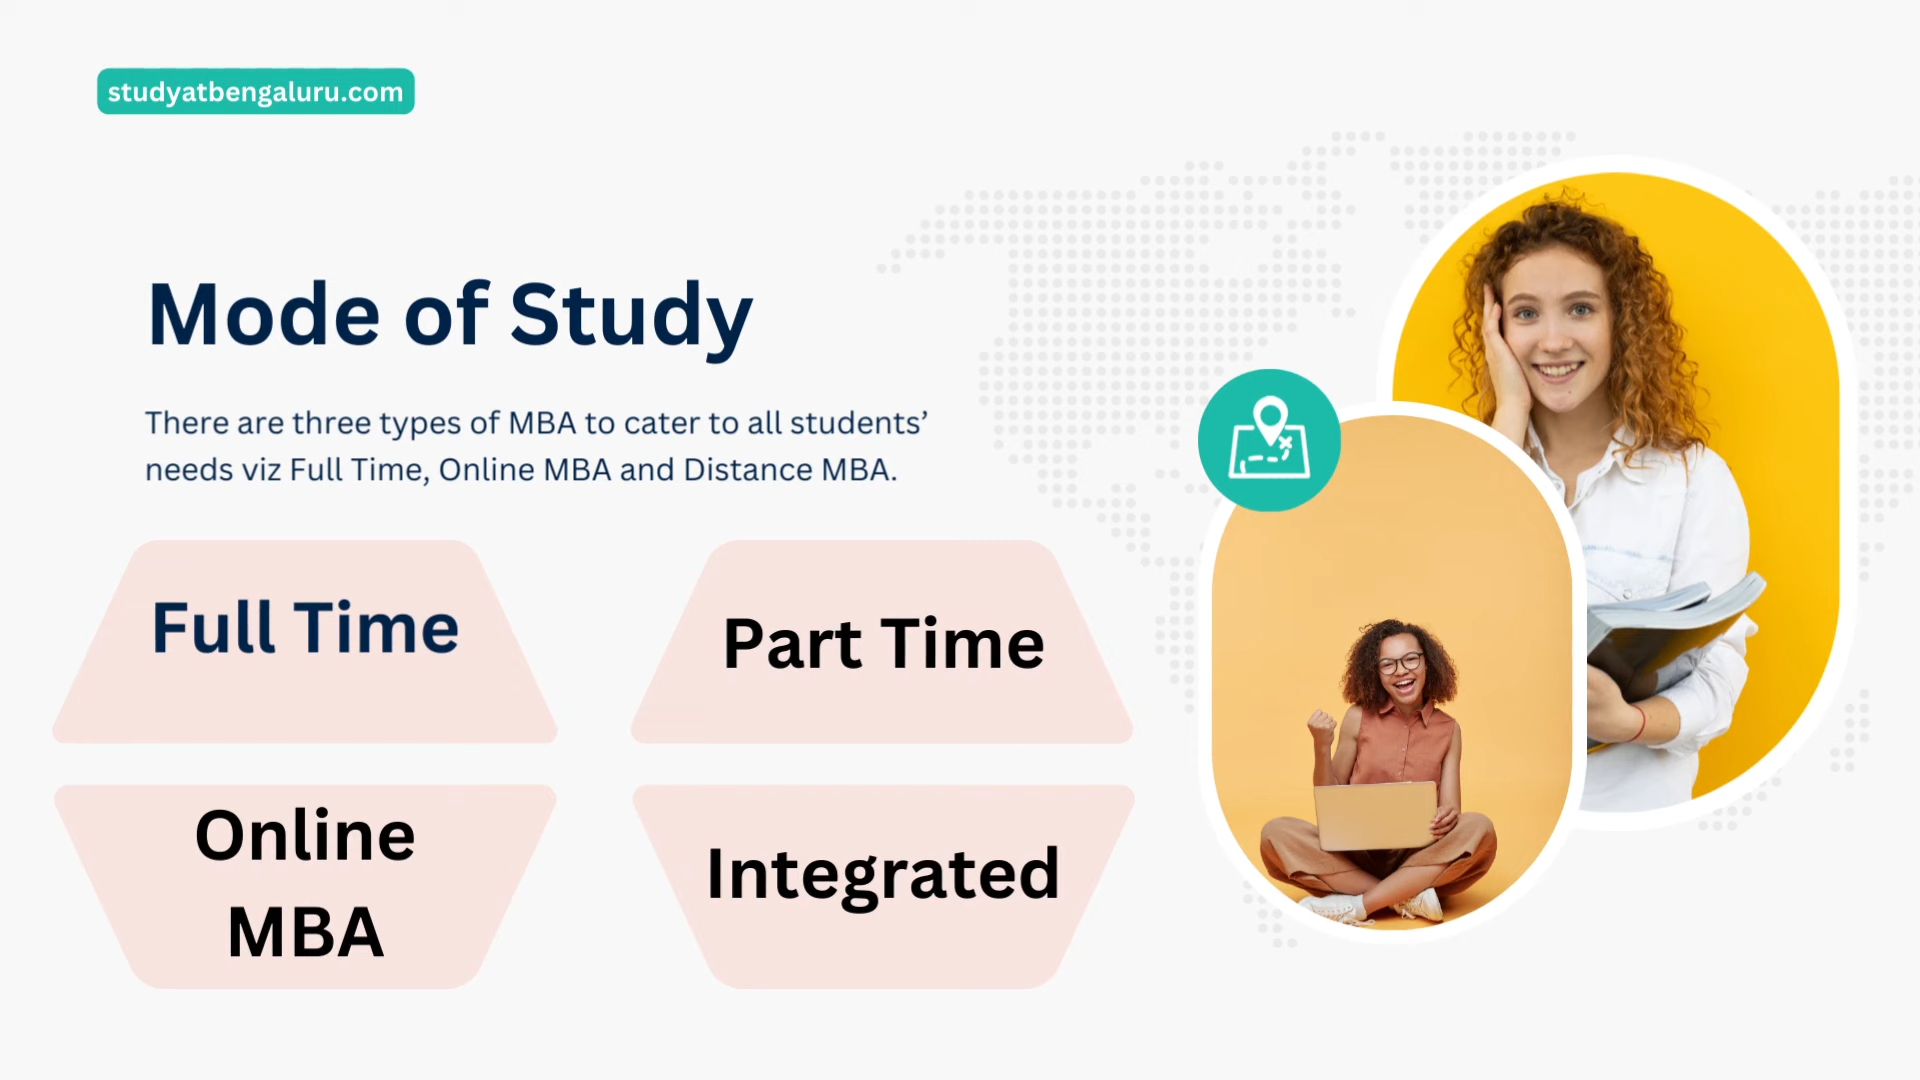 studyatbengaluru.com
Mode of Study
There are three types of MBA to cater to all students’
needs viz Full Time, Online MBA and Distance MBA.
Full Time
Part Time
Online
MBA
Integrated